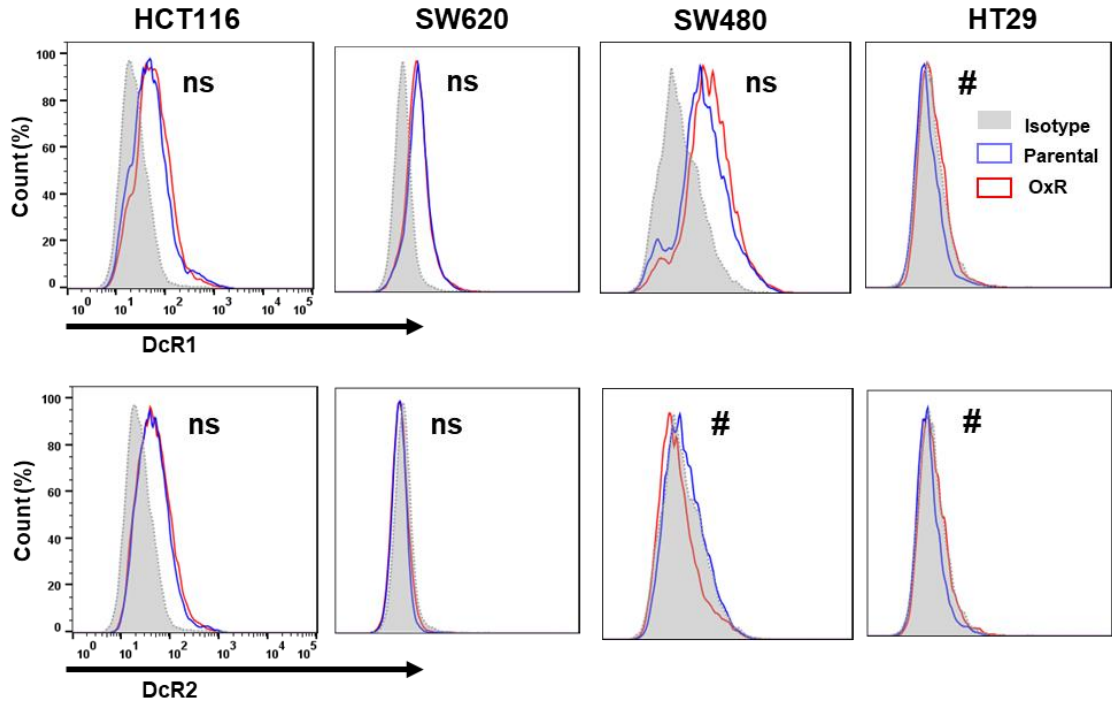 HCT116 SW620 SW480 HT29
Count (%)
100
80
60
40
20
0
ns
ns
ns
#
Isotype
Parental
OxR
10^0 10^1 10^2 10^3 10^4 10^5
DcR1
Count (%)
100
80
60
40
20
0
ns
ns
#
#
10^0 10^1 10^2 10^3 10^4 10^5
DcR2